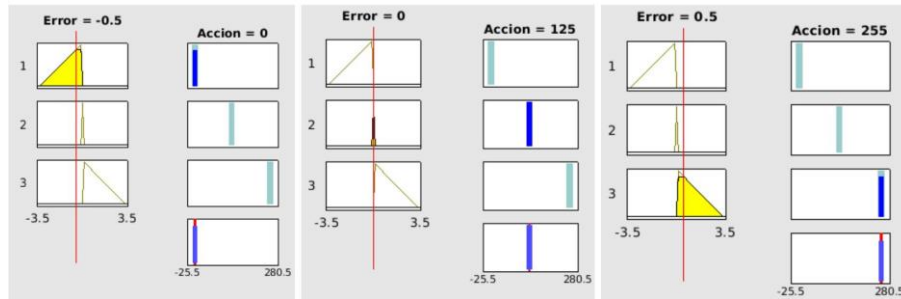 Error = -0.5
Accion = 0
1
2
3
-3.5 3.5
-25.5 280.5
Error = 0
Accion = 125
1
2
3
-3.5 3.5
-25.5 280.5
Error = 0.5
Accion = 255
1
2
3
-3.5 3.5
-25.5 280.5